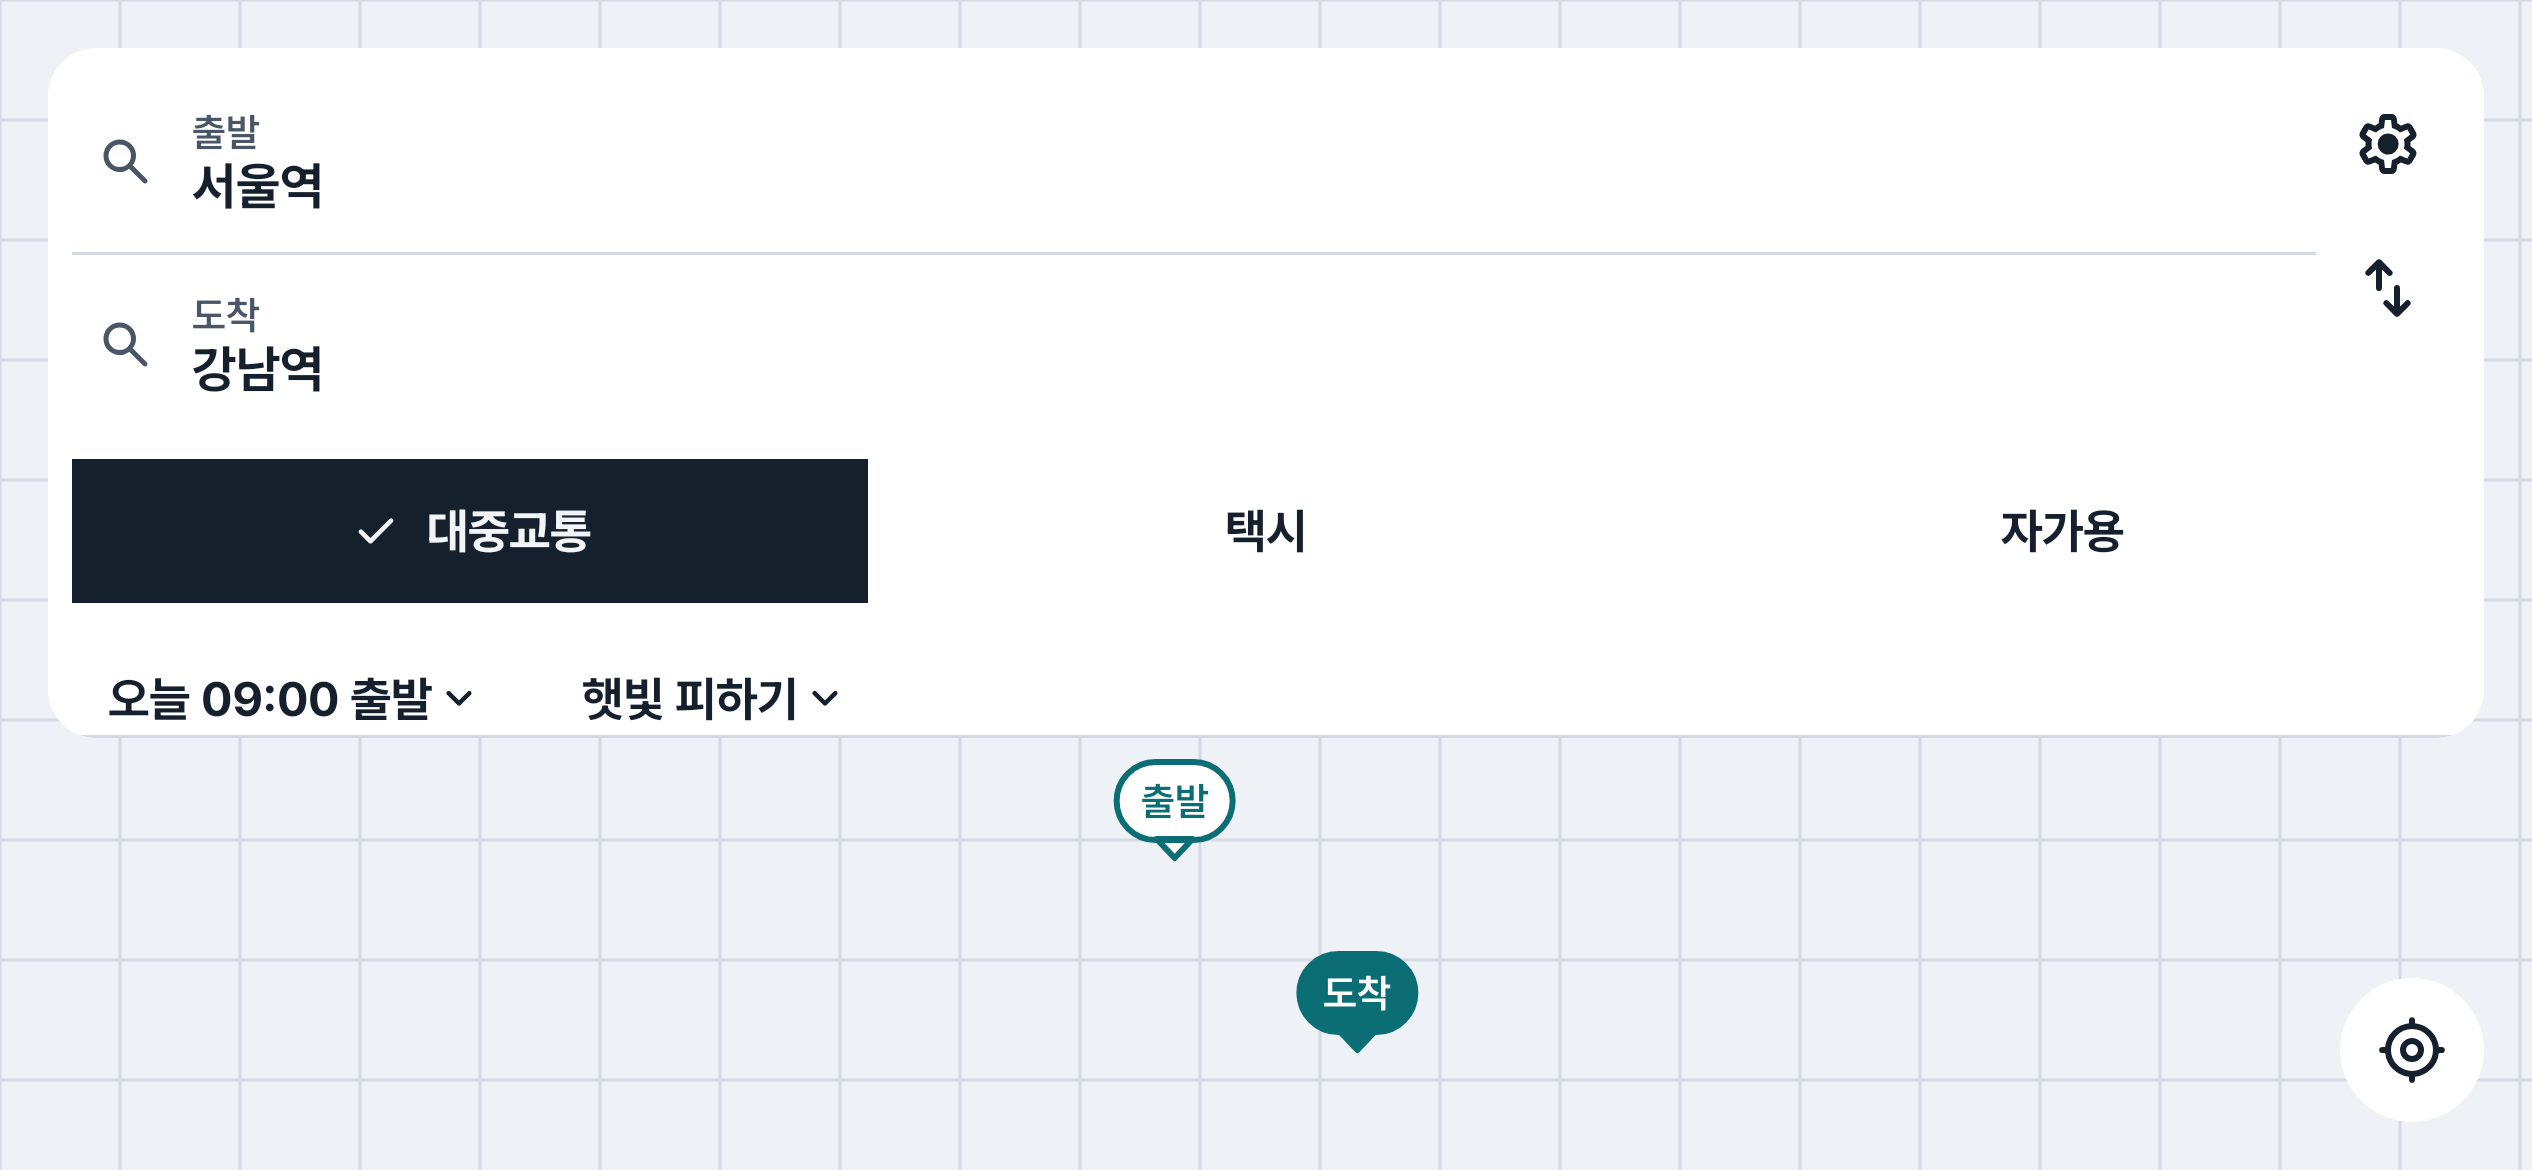 출발
서울역
도착
강남역
대중교통
택시
자가용
오늘 09:00 출발
햇빛 피하기
출발
도착